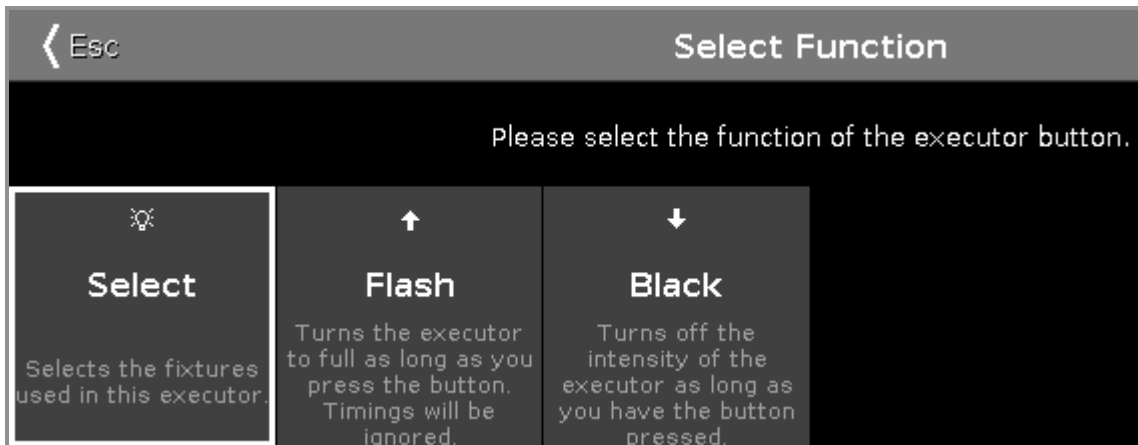 Esc
Select Function
Please select the function of the executor button.
Select
Selects the fixtures
used in this executor.
Flash
Turns the executor
to full as long as you
press the button.
Timings will be
ignored.
Black
Turns off the
intensity of the
executor as long as
you have the button
pressed.